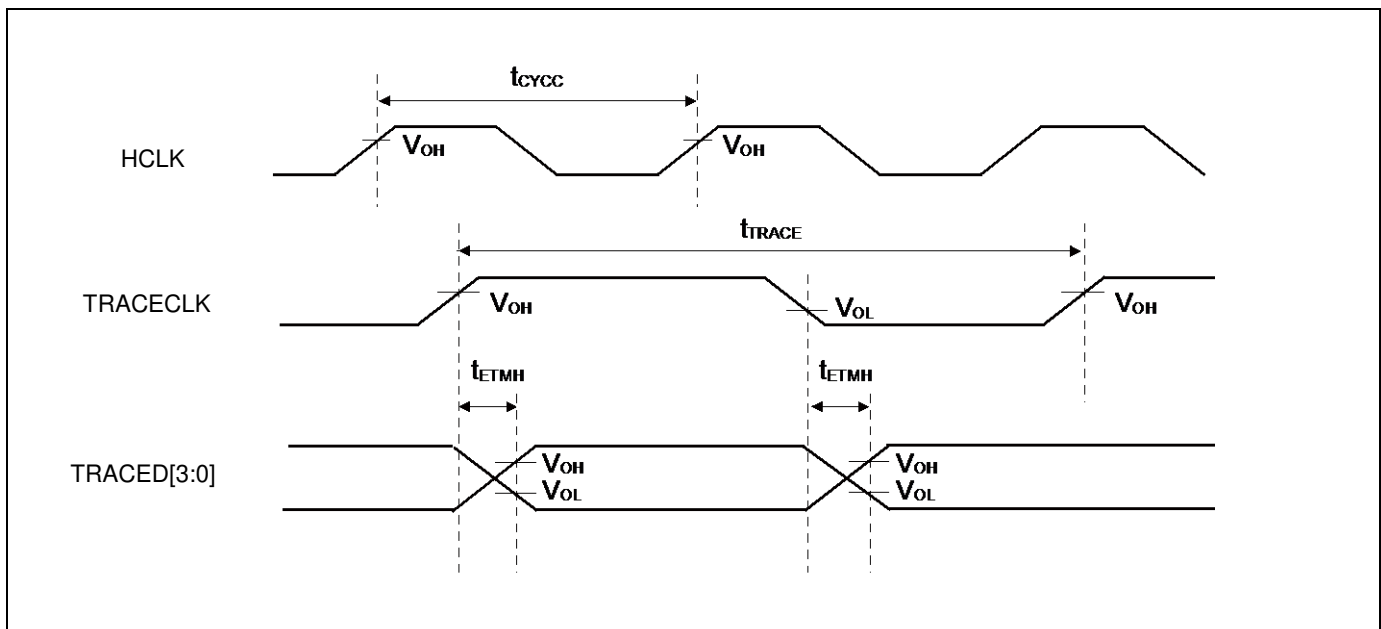 tCYCC
HCLK
VOH
VOH
tTRACE
TRACECLK
VOH
VOL
VOH
tETMH
tETMH
TRACED[3:0]
VOH
VOL
VOH
VOL